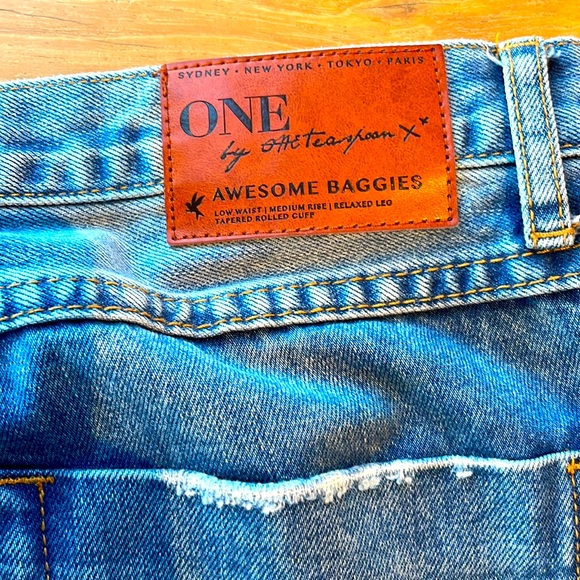 SYDNEY • NEW YORK • TOKYO • PARIS
ONE
by oneteaspoon X*
AWESOME BAGGIES
LOW WAIST | MEDIUM RISE | RELAXED LEG
TAPERED ROLLED CUFF